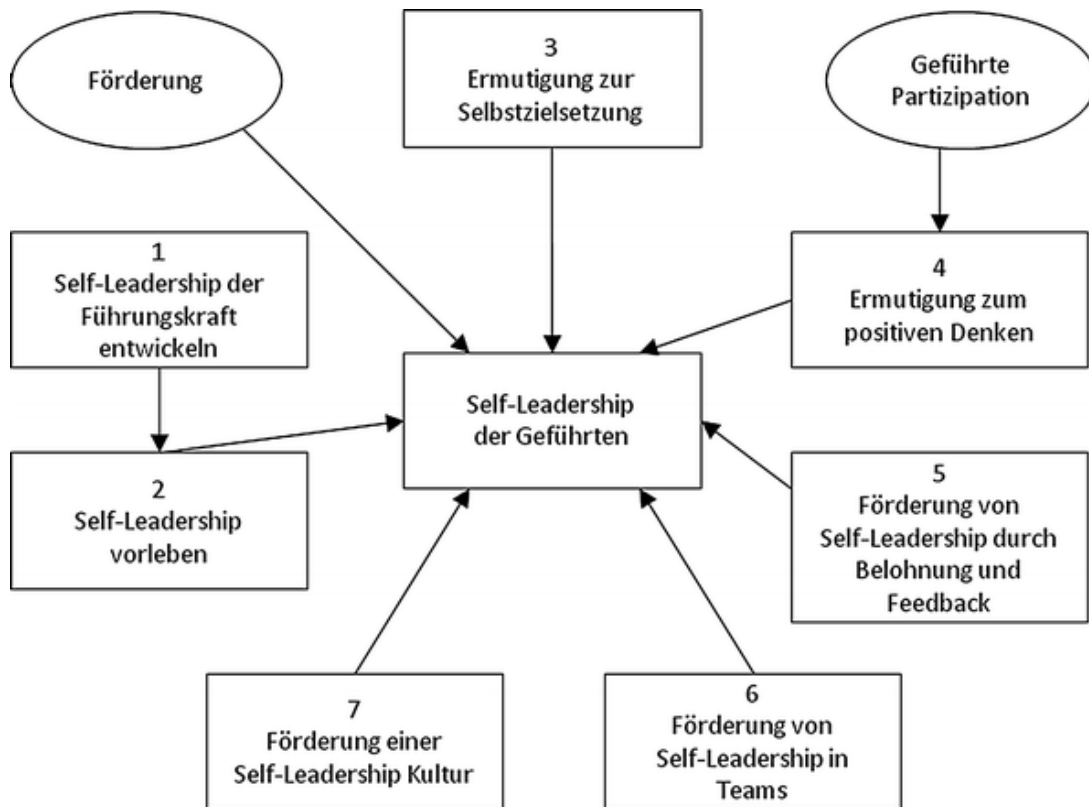 Förderung
3
Ermutigung zur
Selbstzielsetzung
Geführte
Partizipation
1
Self-Leadership der
Führungskraft
entwickeln
4
Ermutigung zum
positiven Denken
Self-Leadership
der Geführten
2
Self-Leadership
vorleben
5
Förderung von
Self-Leadership durch
Belohnung und
Feedback
7
Förderung einer
Self-Leadership Kultur
6
Förderung von
Self-Leadership in
Teams